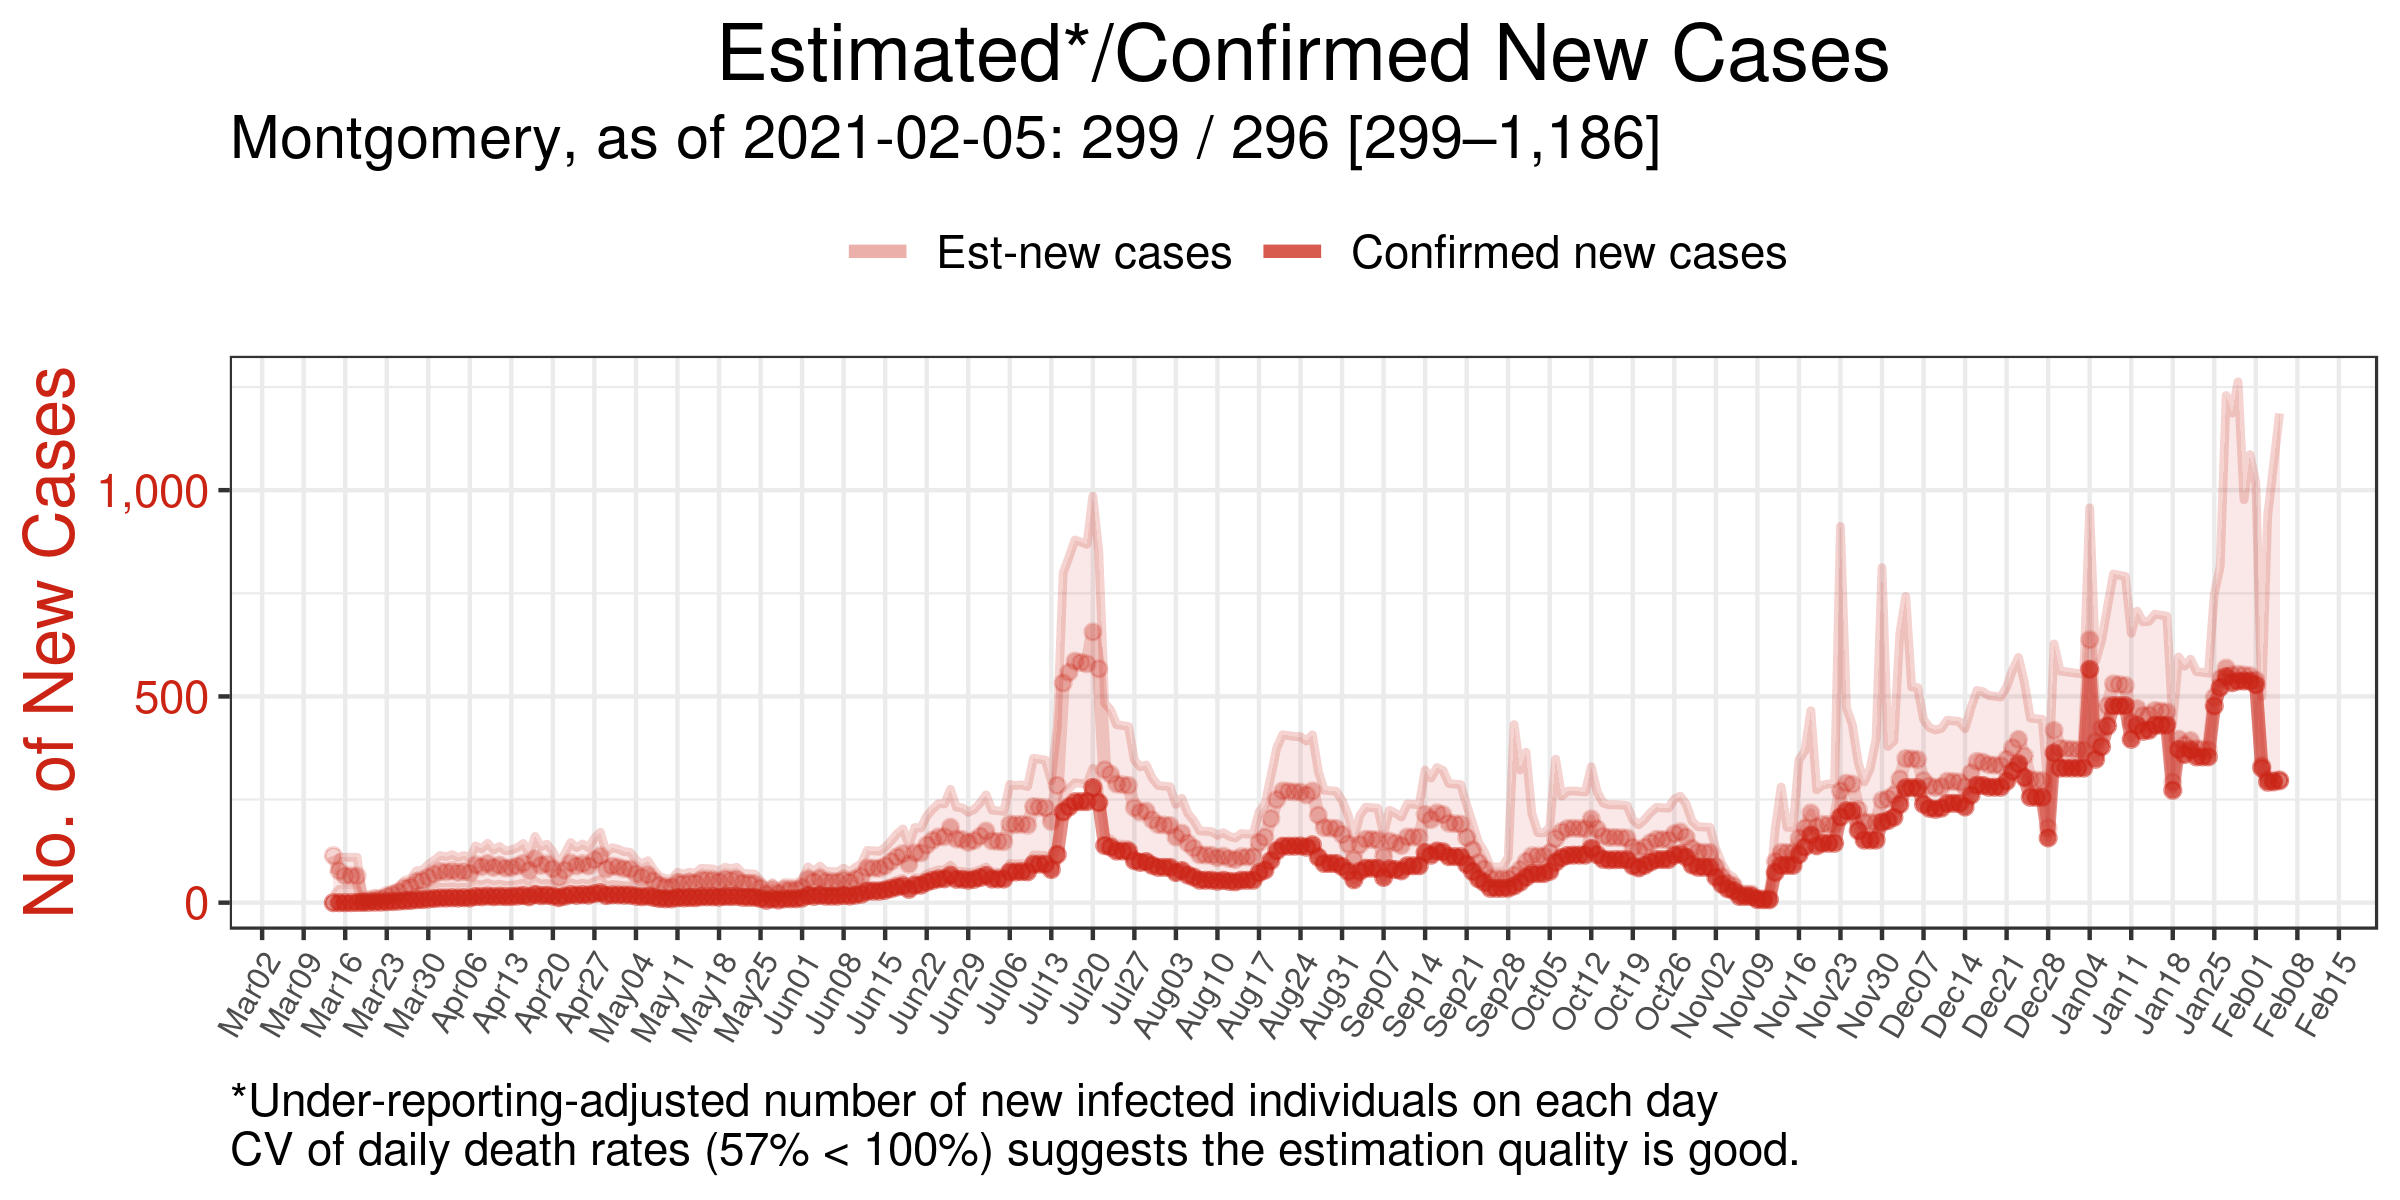 Estimated*/Confirmed New Cases
Montgomery, as of 2021-02-05: 299 / 296 [299–1,186]
Est-new cases Confirmed new cases
No. of New Cases
1,000
500
0
Mar02 Mar09 Mar16 Mar23 Mar30 Apr06 Apr13 Apr20 Apr27 May04 May11 May18 May25 Jun01 Jun08 Jun15 Jun22 Jun29 Jul06 Jul13 Jul20 Jul27 Aug03 Aug10 Aug17 Aug24 Aug31 Sep07 Sep14 Sep21 Sep28 Oct05 Oct12 Oct19 Oct26 Nov02 Nov09 Nov16 Nov23 Nov30 Dec07 Dec14 Dec21 Dec28 Jan04 Jan11 Jan18 Jan25 Feb01 Feb08 Feb15
*Under-reporting-adjusted number of new infected individuals on each day
CV of daily death rates (57% < 100%) suggests the estimation quality is good.